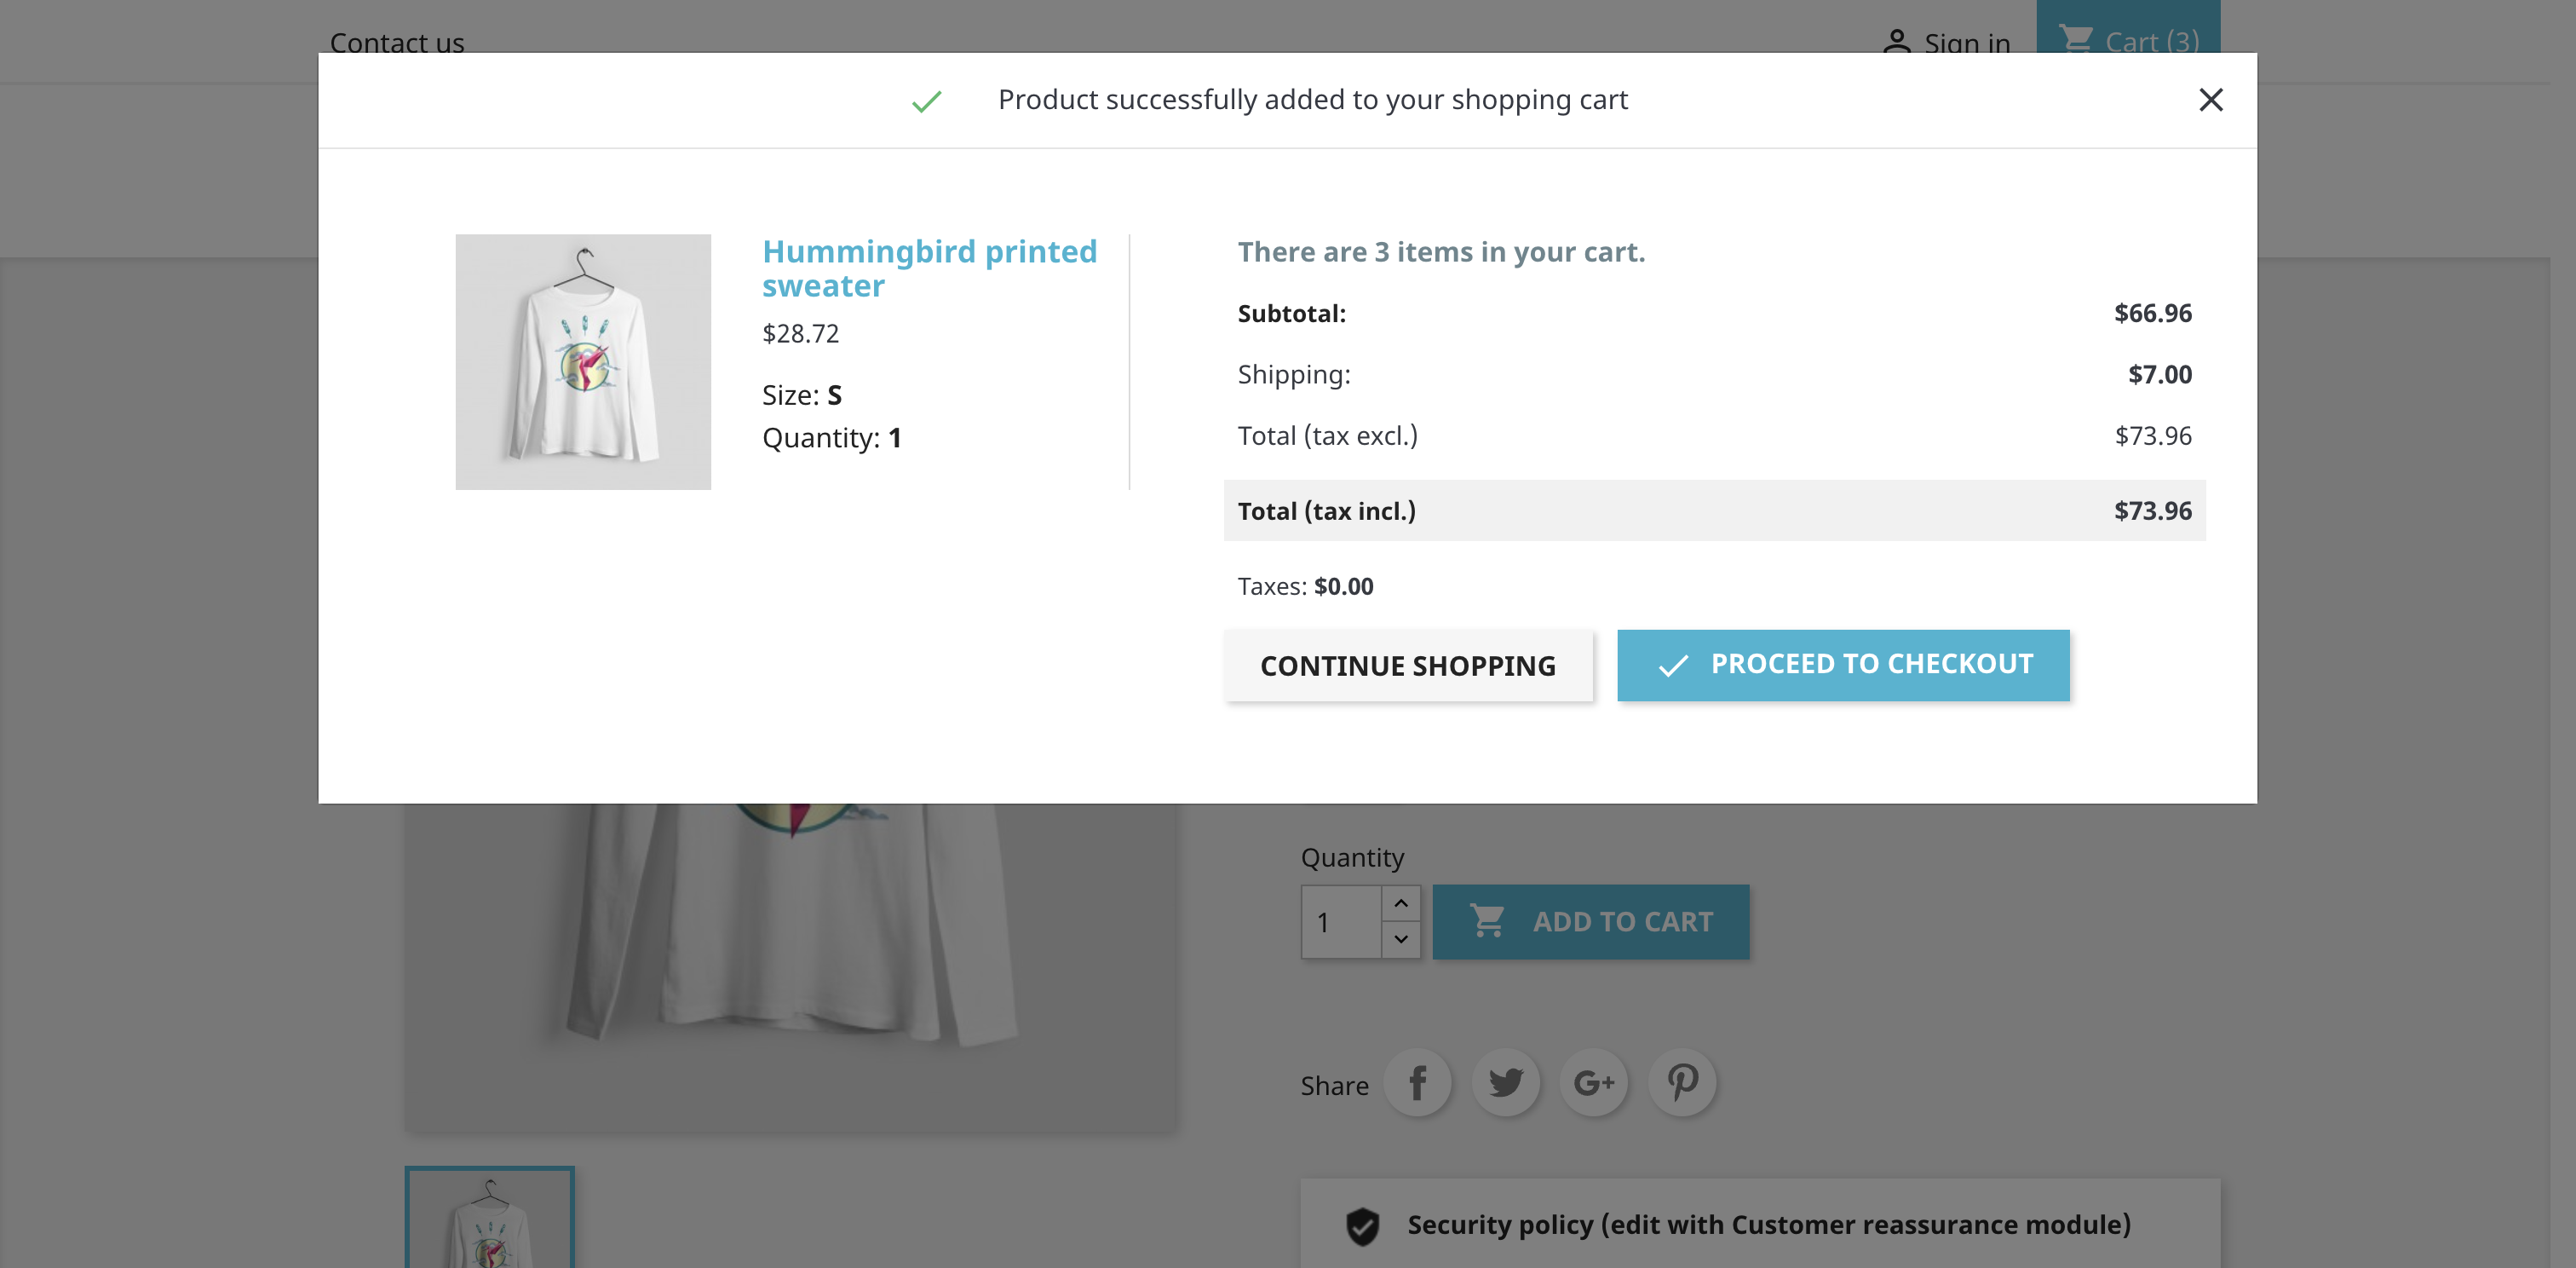 Contact us
Sign in
Cart (3)
Product successfully added to your shopping cart
Hummingbird printed
sweater
$28.72
Size: S
Quantity: 1
There are 3 items in your cart.
Subtotal: $66.96
Shipping: $7.00
Total (tax excl.) $73.96
Total (tax incl.) $73.96
Taxes: $0.00
CONTINUE SHOPPING
PROCEED TO CHECKOUT
Quantity
1
ADD TO CART
Share
Security policy (edit with Customer reassurance module)